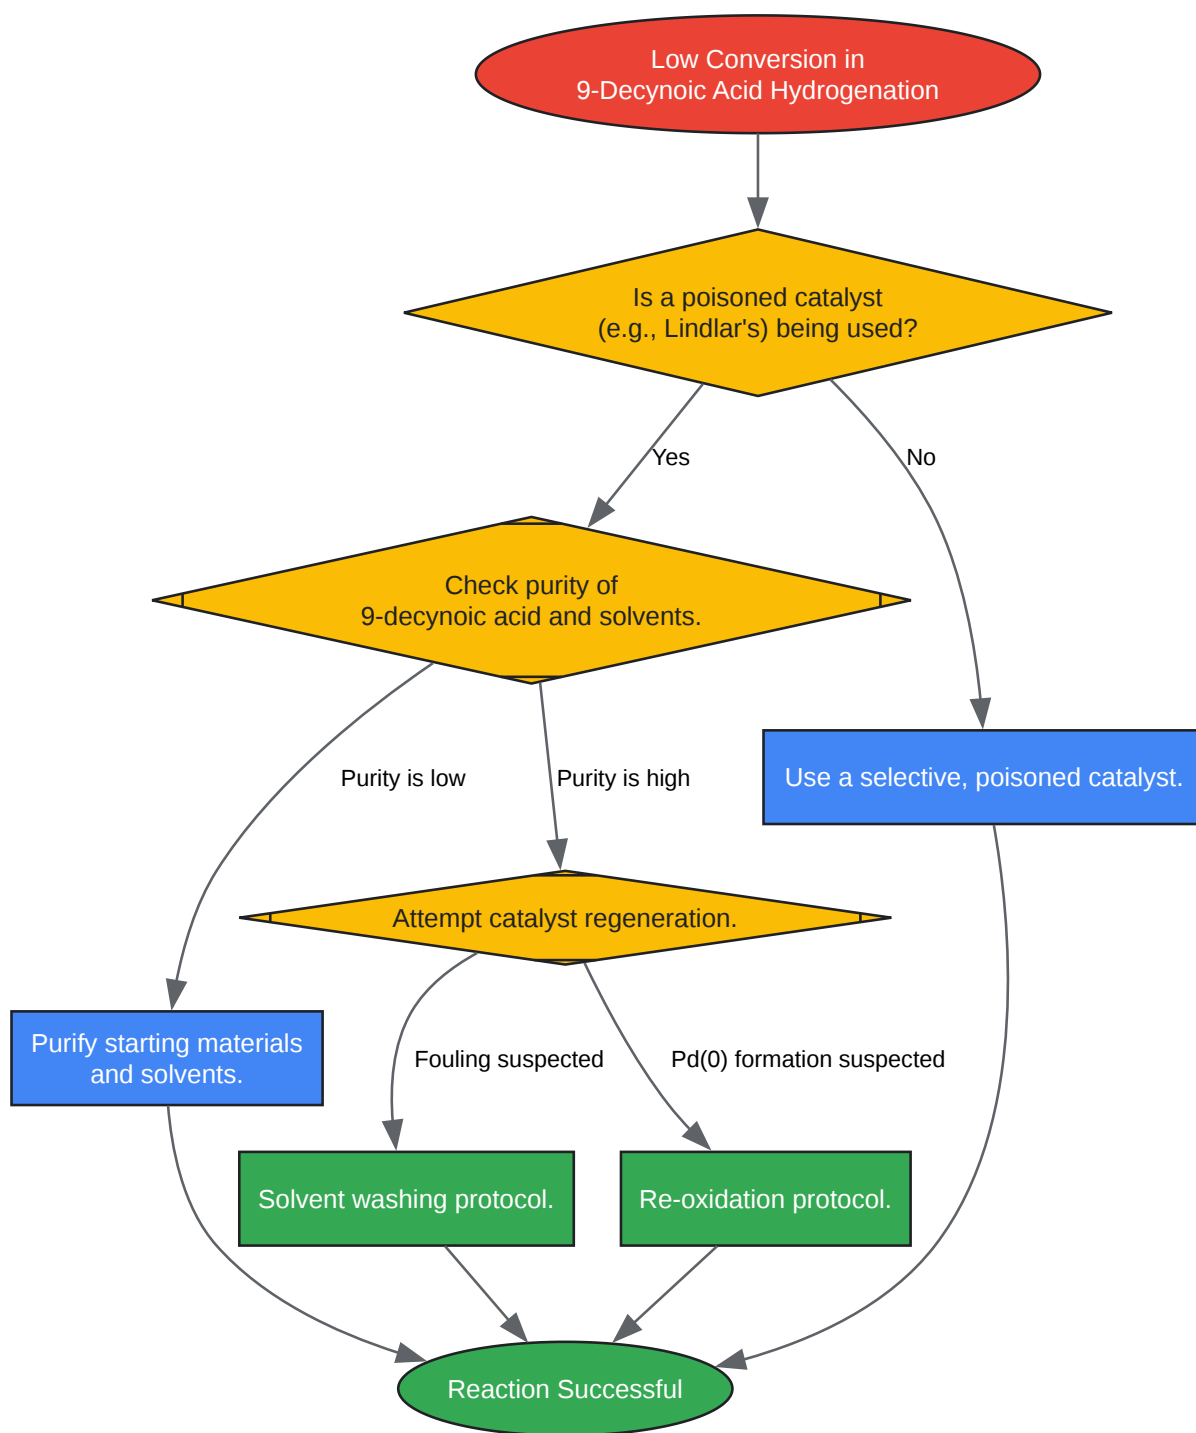 Low Conversion in
9-Decynoic Acid Hydrogenation
Is a poisoned catalyst
(e.g., Lindlar's) being used?
Yes
No
Check purity of
9-decynoic acid and solvents.
Purity is low
Purity is high
Use a selective, poisoned catalyst.
Attempt catalyst regeneration.
Purify starting materials
and solvents.
Fouling suspected
Pd(0) formation suspected
Solvent washing protocol.
Re-oxidation protocol.
Reaction Successful